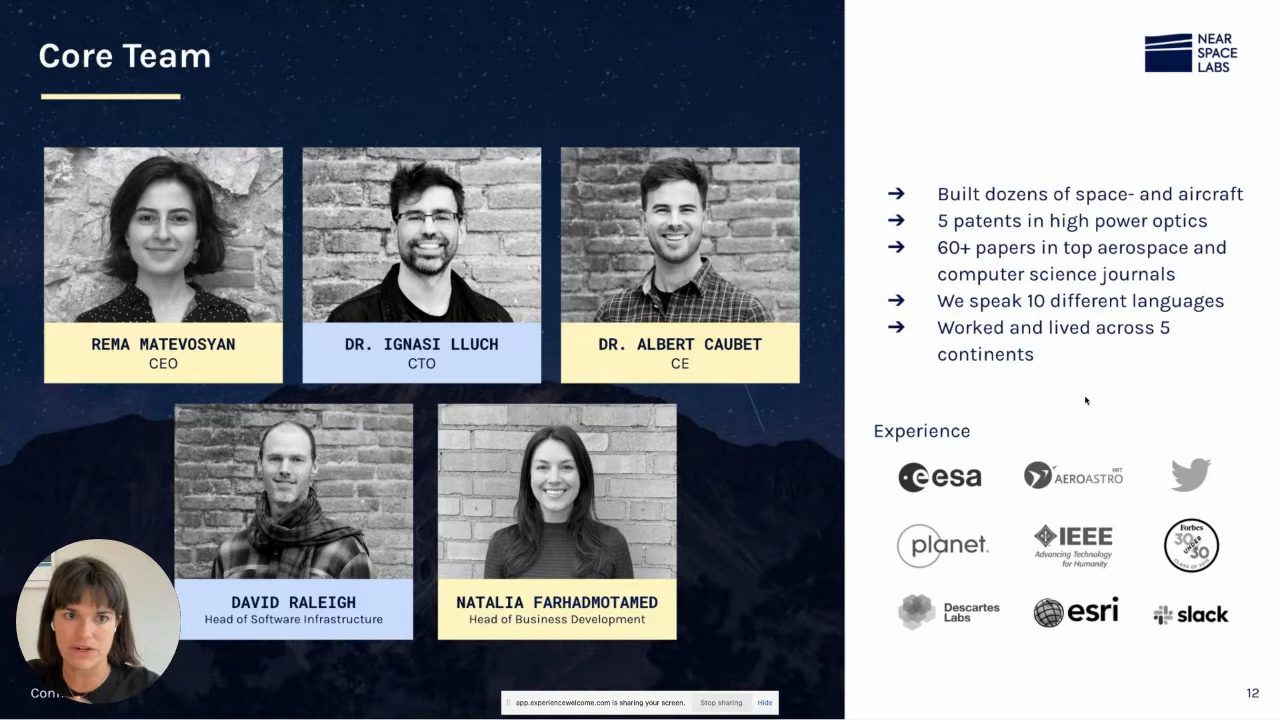 Core Team
NEAR
SPACE
LABS
REMA MATEVOSYAN
CEO
DR. IGNASI LLUCH
CTO
DR. ALBERT CAUBET
CE
DAVID RALEIGH
Head of Software Infrastructure
NATALIA FARHADMOTAMED
Head of Business Development
➔ Built dozens of space- and aircraft
➔ 5 patents in high power optics
➔ 60+ papers in top aerospace and
computer science journals
➔ We speak 10 different languages
➔ Worked and lived across 5
continents
Experience
esa
MIT
AEROASTRO
planet.
IEEE
Advancing Technology
for Humanity
Forbes
30
UNDER
30
CLASS OF 2019
Descartes
Labs
esri
slack
app.experiencewelcome.com is sharing your screen.
Stop sharing
Hide
12